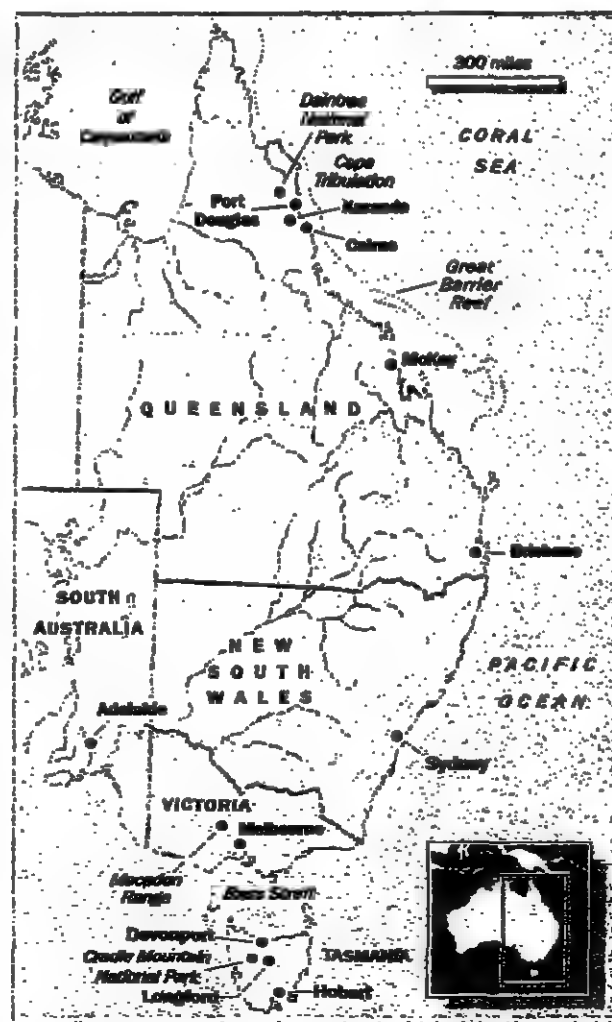 300 miles
Gulf
of
Carpentaria
Daintree
National
Park
CORAL
SEA
Cape
Tribulation
Port
Douglas
Kuranda
Cairns
Great
Barrier
Reef
McKay
QUEENSLAND
Brisbane
SOUTH
AUSTRALIA
NEW
SOUTH
WALES
PACIFIC
OCEAN
Adelaide
Sydney
VICTORIA
Melbourne
Macedon
Range
Bass Strait
Devonport
TASMANIA
Cradle Mountain
National Park
Longford
Hobart